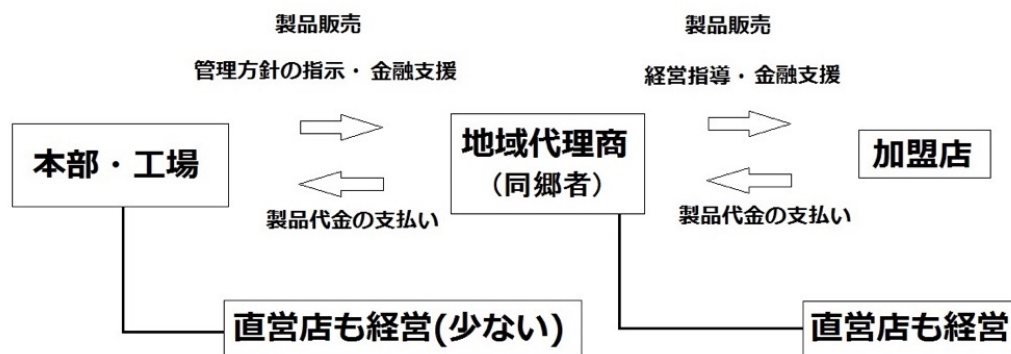 製品販売
管理方針の指示・金融支援
製品販売
経営指導・金融支援
本部・工場
地域代理商
(同郷者)
加盟店
製品代金の支払い
製品代金の支払い
直営店も経営(少ない)
直営店も経営